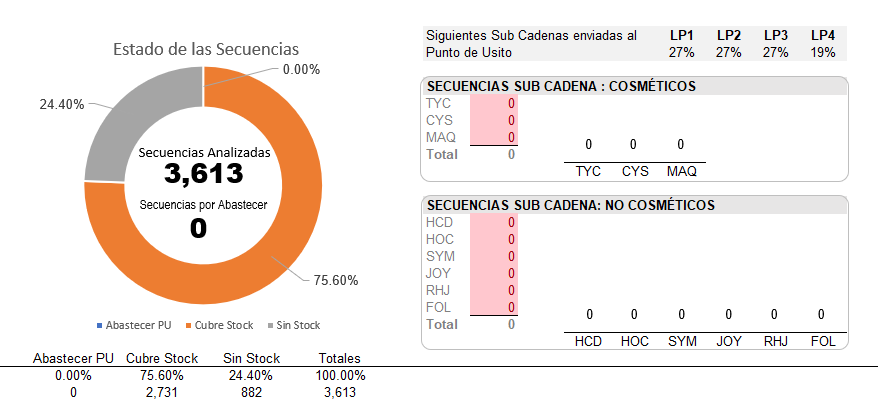 Estado de las Secuencias
0.00%
24.40%
Secuencias Analizadas
3,613
Secuencias por Abastecer
0
75.60%
Abastecer PU Cubre Stock Sin Stock
Abastecer PU Cubre Stock Sin Stock Totales
0.00% 75.60% 24.40% 100.00%
0 2,731 882 3,613
Siguientes Sub Cadenas enviadas al LP1 LP2 LP3 LP4
Punto de Usito 27% 27% 27% 19%
SECUENCIAS SUB CADENA : COSMÉTICOS
TYC 0
CYS 0
MAQ 0
Total 0
0 0 0
TYC CYS MAQ
SECUENCIAS SUB CADENA: NO COSMÉTICOS
HCD 0
HOC 0
SYM 0
JOY 0
RHJ 0
FOL 0
Total 0
0 0 0 0 0 0
HCD HOC SYM JOY RHJ FOL